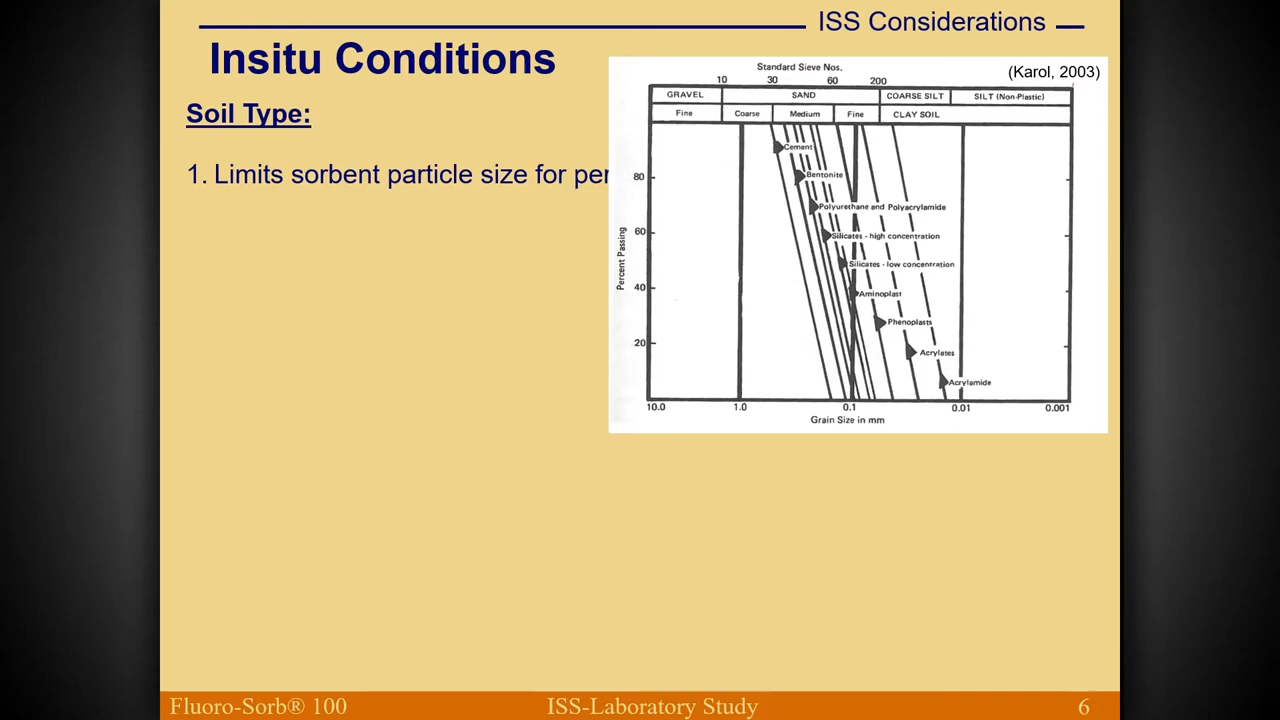 ISS Considerations
Insitu Conditions
Soil Type:
1. Limits sorbent particle size for per
(Karol, 2003)
Standard Sieve Nos.
10 30 60 200
GRAVEL SAND COARSE SILT SILT (Non-Plastic)
Fine Coarse Medium Fine CLAY SOIL
Cement
Bentonite
Polyurethane and Polyacrylamide
Silicates - high concentration
Silicates - low concentration
Aminoplast
Phenoplasts
Acrylates
Acrylamide
Percent Passing
80
60
40
20
10.0 1.0 0.1 0.01 0.001
Grain Size in mm
Fluoro-Sorb® 100 ISS-Laboratory Study 6